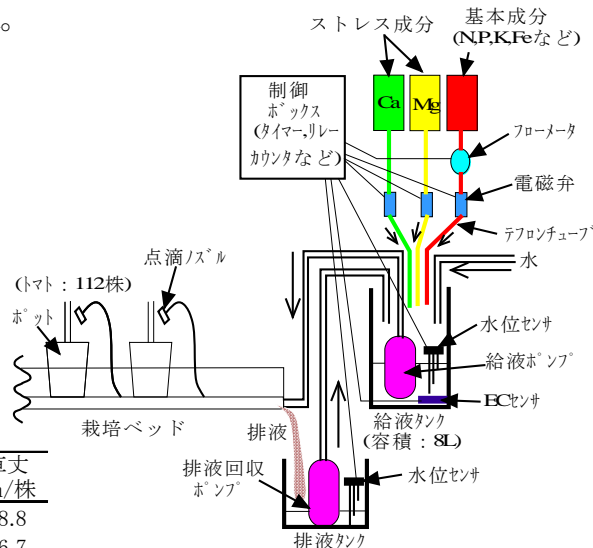 。
ストレス成分
基本成分
(N,P,K,Feなど)
制御
ボックス
(タイマー,リレー
カウンタなど)
Ca
Mg
フローメータ
電磁弁
テフロンチューブ
水
点滴ノズル
(トマト：112株)
ポット
水位センサ
給液ポンプ
ECセンサ
給液タンク
(容積：8L)
栽培ベッド
排液
排液回収
ポンプ
水位センサ
排液タンク
丈
/株
8.8
6.7